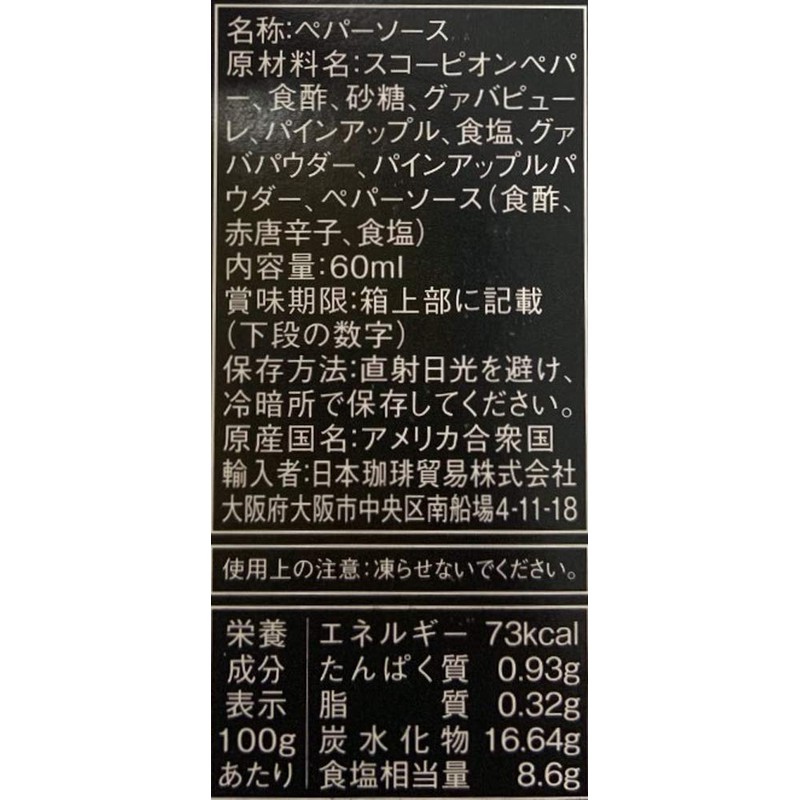 名称:ペパーソース
原材料名:スコーピオンペパ
ー、食酢、砂糖、グァバピュー
レ、パインアップル、食塩、グァ
バパウダー、パインアップルパ
ウダー、ペパーソース(食酢、
赤唐辛子、食塩)
内容量:60ml
賞味期限:箱上部に記載
(下段の数字)
保存方法:直射日光を避け、
冷暗所で保存してください。
原産国名:アメリカ合衆国
輸入者:日本珈琲貿易株式会社
大阪府大阪市中央区南船場4-11-18
使用上の注意:凍らせないでください。
栄養成分表示100gあたり
エネルギー 73kcal
たんぱく質 0.93g
脂質 0.32g
炭水化物 16.64g
食塩相当量 8.6g